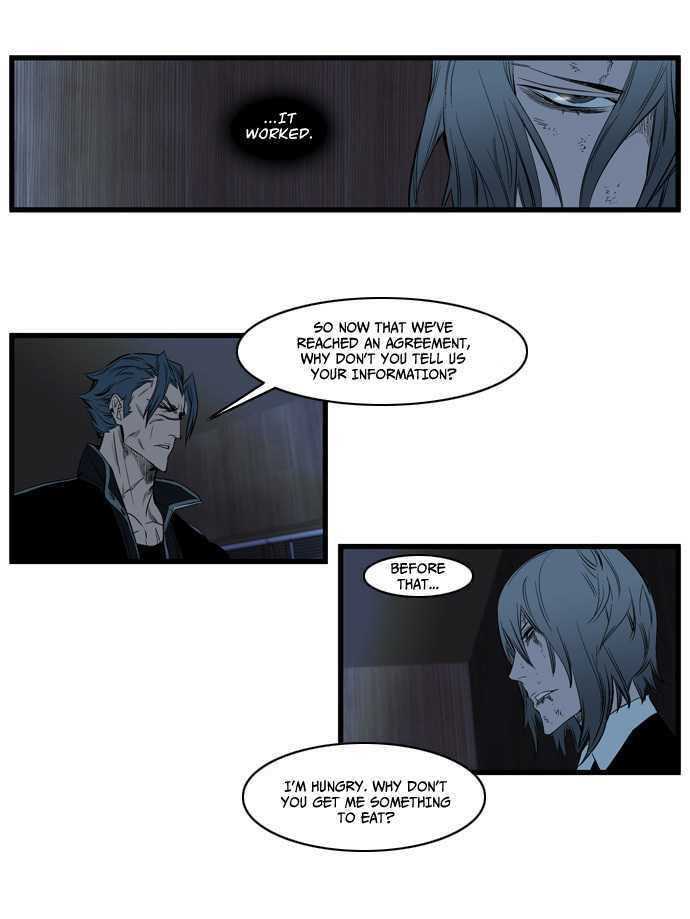 ...IT
WORKED.
SO NOW THAT WE'VE
REACHED AN AGREEMENT,
WHY DON'T YOU TELL US
YOUR INFORMATION?
BEFORE
THAT...
I'M HUNGRY. WHY DON'T
YOU GET ME SOMETHING
TO EAT?